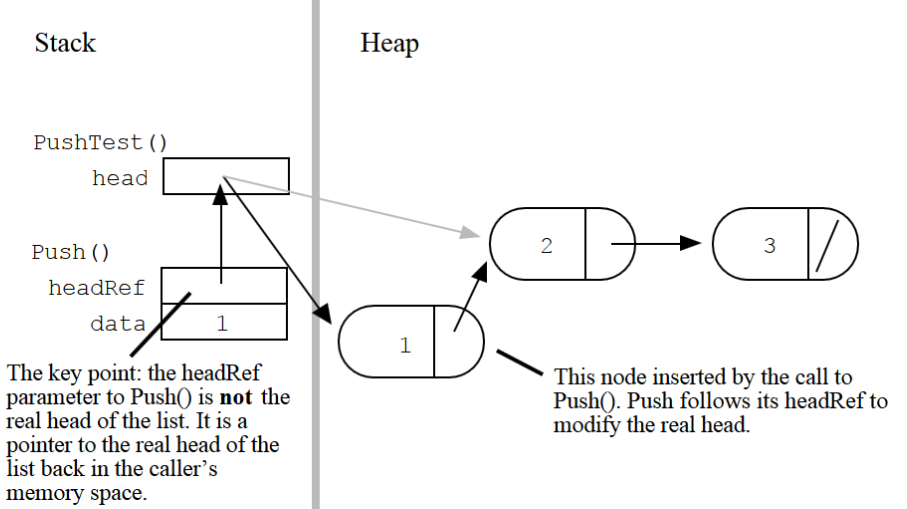 Stack
Heap
PushTest()
head
Push()
headRef
data 1
2
3
1
The key point: the headRef
parameter to Push() is not the
real head of the list. It is a
pointer to the real head of the
list back in the caller’s
memory space.
This node inserted by the call to
Push(). Push follows its headRef to
modify the real head.